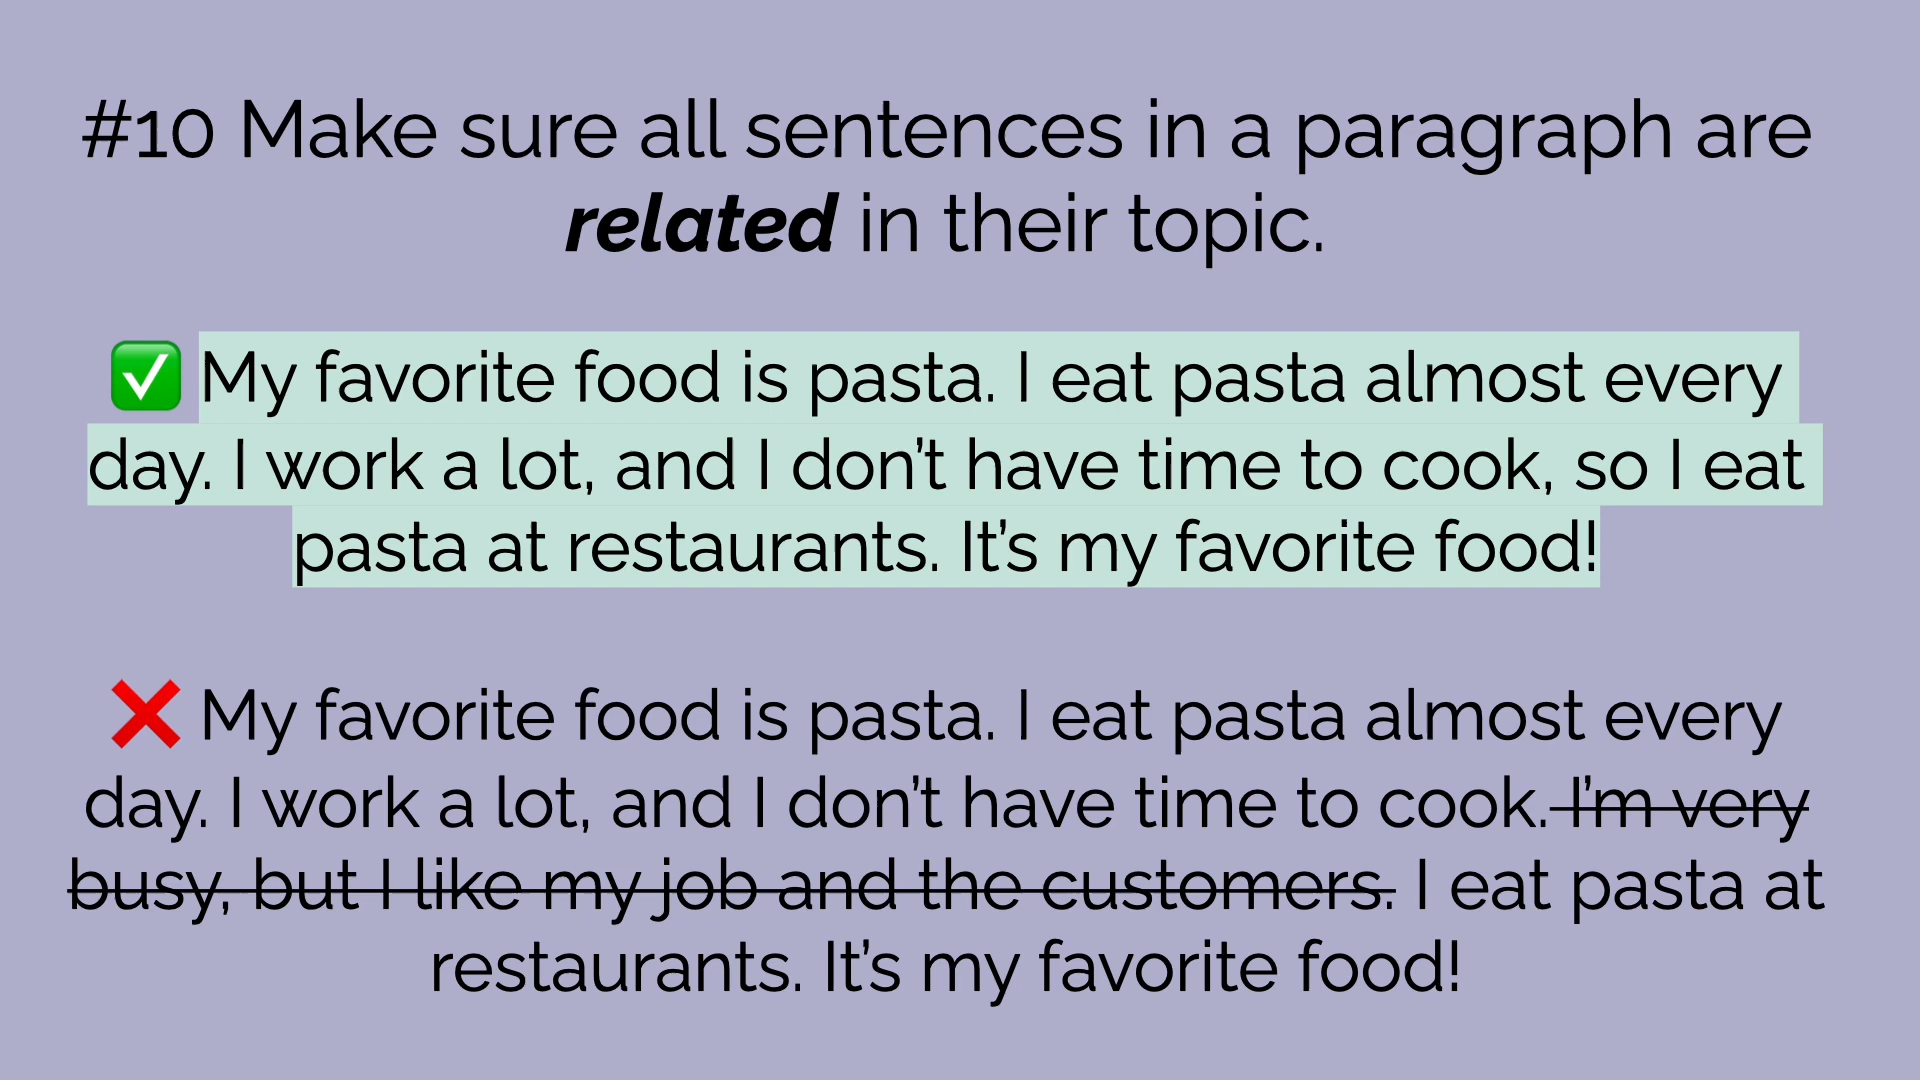 #10 Make sure all sentences in a paragraph are
related in their topic.
✅ My favorite food is pasta. I eat pasta almost every
day. I work a lot, and I don’t have time to cook, so I eat
pasta at restaurants. It’s my favorite food!
❌ My favorite food is pasta. I eat pasta almost every
day. I work a lot, and I don’t have time to cook. I’m very
busy, but I like my job and the customers. I eat pasta at
restaurants. It’s my favorite food!